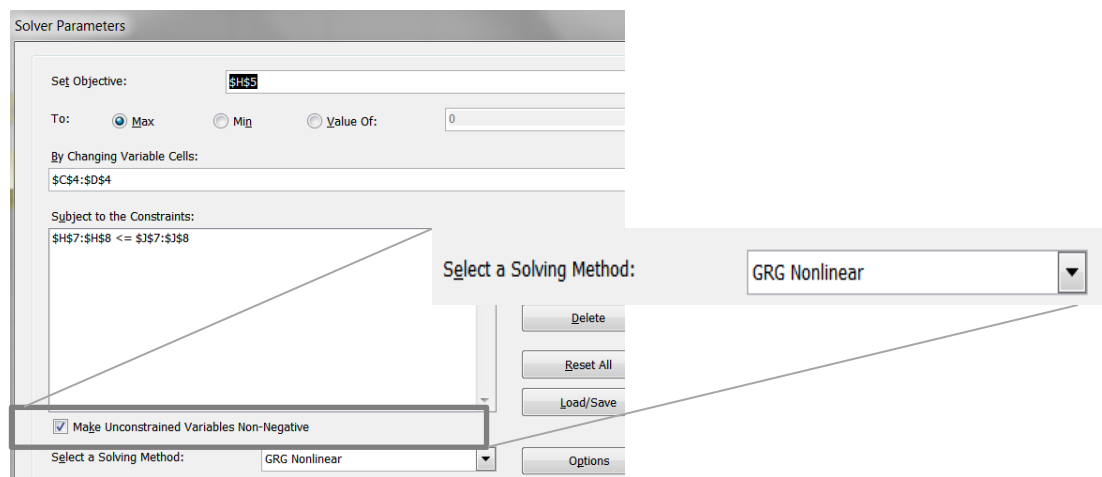 Solver Parameters
Set Objective:
$H$5
To:
Max
Min
Value Of:
0
By Changing Variable Cells:
$C$4:$D$4
Subject to the Constraints:
$H$7:$H$8 <= $J$7:$J$8
Select a Solving Method:
GRG Nonlinear
Delete
Reset All
Load/Save
Make Unconstrained Variables Non-Negative
Select a Solving Method:
GRG Nonlinear
Options